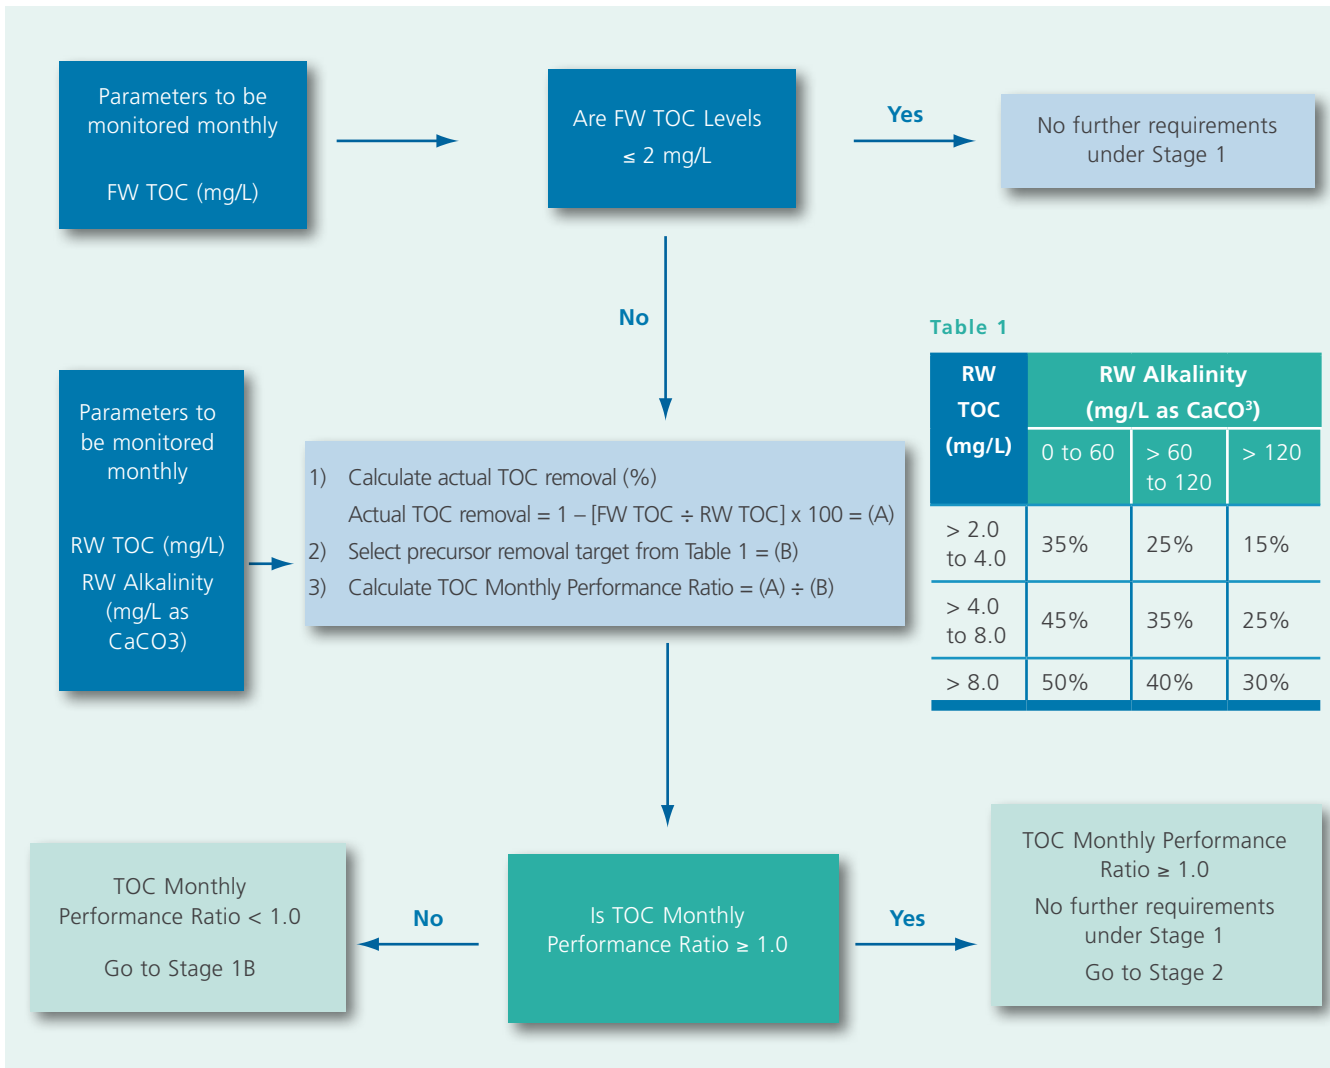 Parameters to be
monitored monthly
FW TOC (mg/L)
Are FW TOC Levels
≤ 2 mg/L
Yes
No further requirements
under Stage 1
No
Parameters to
be monitored
monthly
RW TOC (mg/L)
RW Alkalinity
(mg/L as
CaCO3)
1) Calculate actual TOC removal (%)
Actual TOC removal = 1 – [FW TOC ÷ RW TOC] x 100 = (A)
2) Select precursor removal target from Table 1 = (B)
3) Calculate TOC Monthly Performance Ratio = (A) ÷ (B)
Table 1
RW
TOC
(mg/L)
RW Alkalinity
(mg/L as CaCO³)
0 to 60
> 60
to 120
> 120
> 2.0
to 4.0
35% 25% 15%
> 4.0
to 8.0
45% 35% 25%
> 8.0 50% 40% 30%
TOC Monthly
Performance Ratio < 1.0
Go to Stage 1B
No
Is TOC Monthly
Performance Ratio ≥ 1.0
Yes
TOC Monthly Performance
Ratio ≥ 1.0
No further requirements
under Stage 1
Go to Stage 2